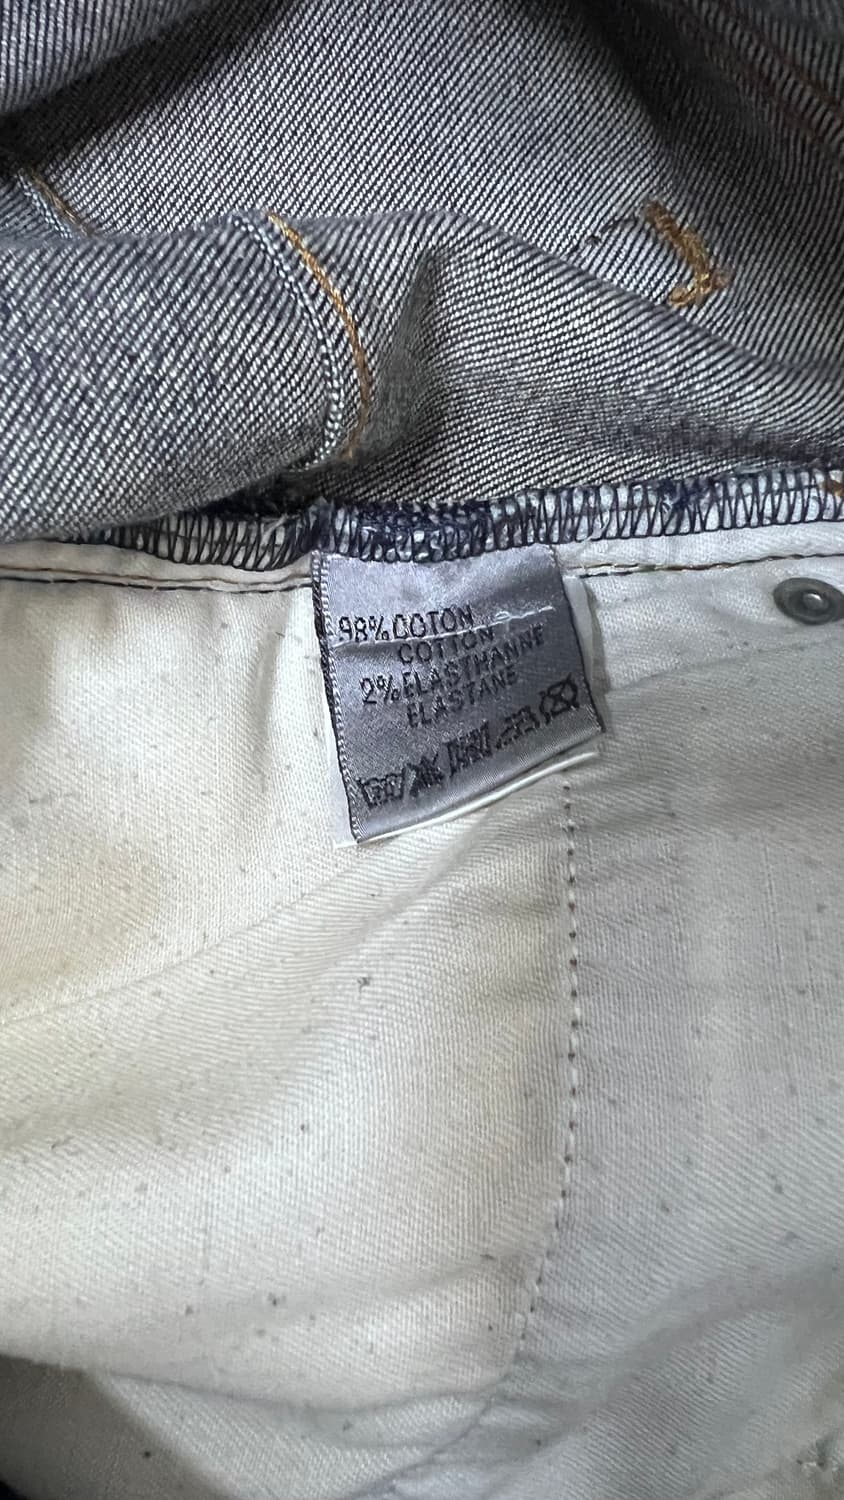 98% COTON
COTTON
2% ELASTHANNE
ELASTANE